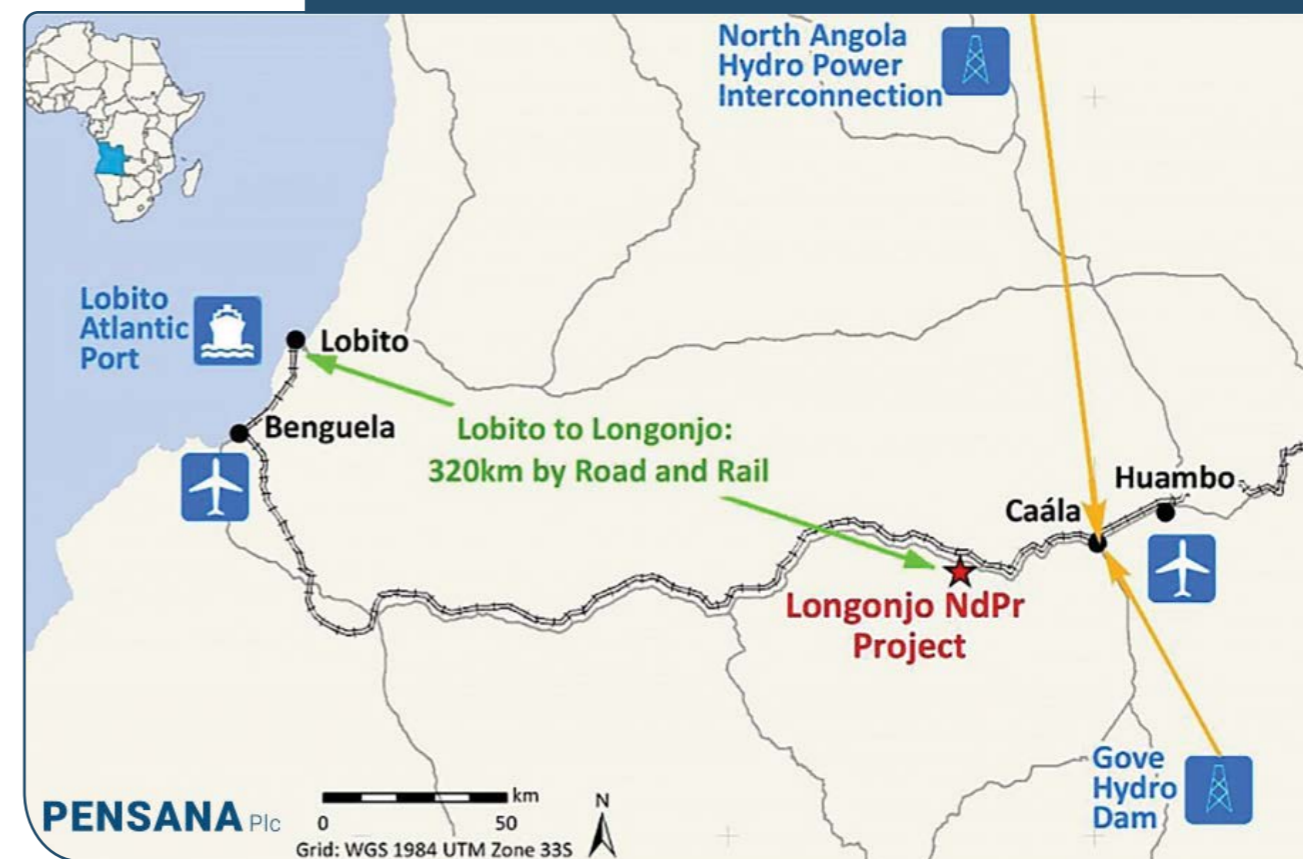 North Angola
Hydro Power
Interconnection
Lobito
Atlantic
Port
Lobito
Benguela
Lobito to Longonjo:
320km by Road and Rail
Huambo
Caála
Longonjo NdPr
Project
Gove
Hydro
Dam
PENSANA Plc
km
0 50
N
Grid: WGS 1984 UTM Zone 33S